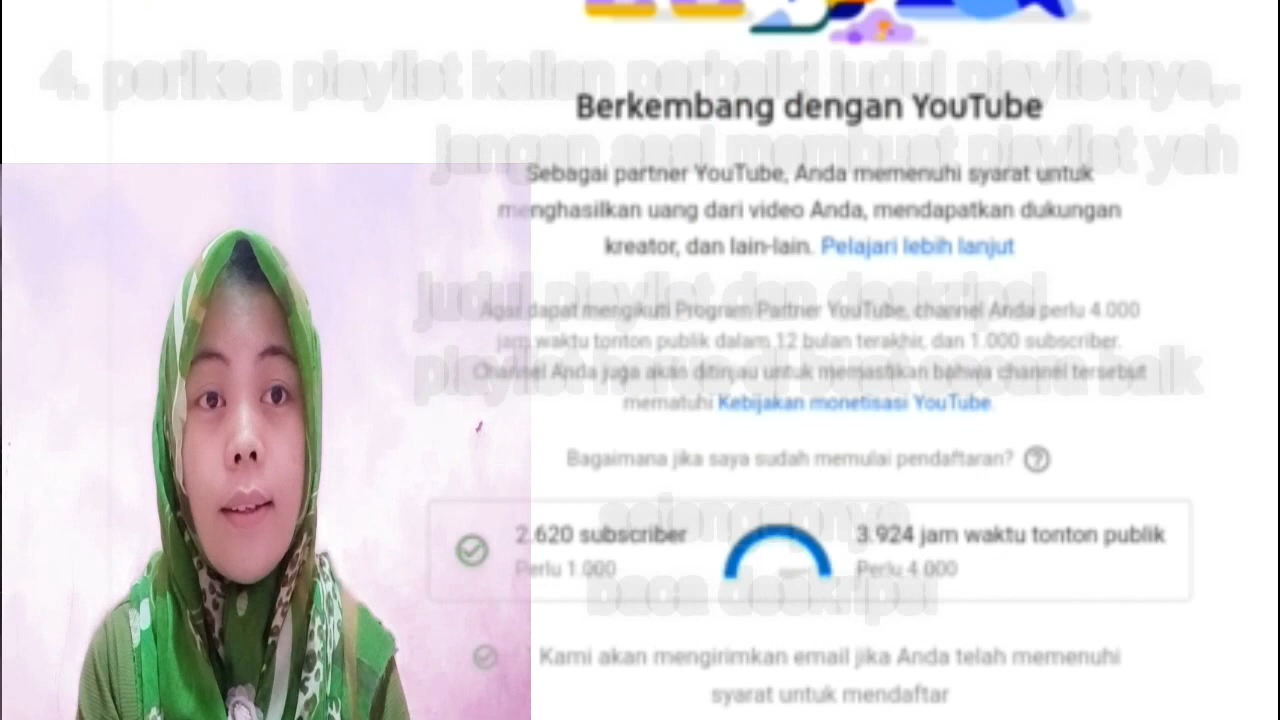 4. periksa playlist kalian perbaiki judul playlistnya,..
jangan asal membuat playlist yah
Berkembang dengan YouTube
Sebagai partner YouTube, Anda memenuhi syarat untuk
menghasilkan uang dari video Anda, mendapatkan dukungan
kreator, dan lain-lain. Pelajari lebih lanjut
judul playlist dan deskripsi
playlist harus di buat secara baik
Agar dapat mengikuti Program Partner YouTube, channel Anda perlu 4.000
jam waktu tonton publik dalam 12 bulan terakhir, dan 1.000 subscriber.
Channel Anda juga akan ditinjau untuk memastikan bahwa channel tersebut
mematuhi Kebijakan monetisasi YouTube.
Bagaimana jika saya sudah memulai pendaftaran?
selengkapnya
baca deskripsi
2.620 subscriber
Perlu 1.000
3.924 jam waktu tonton publik
Perlu 4.000
Kami akan mengirimkan email jika Anda telah memenuhi
syarat untuk mendaftar